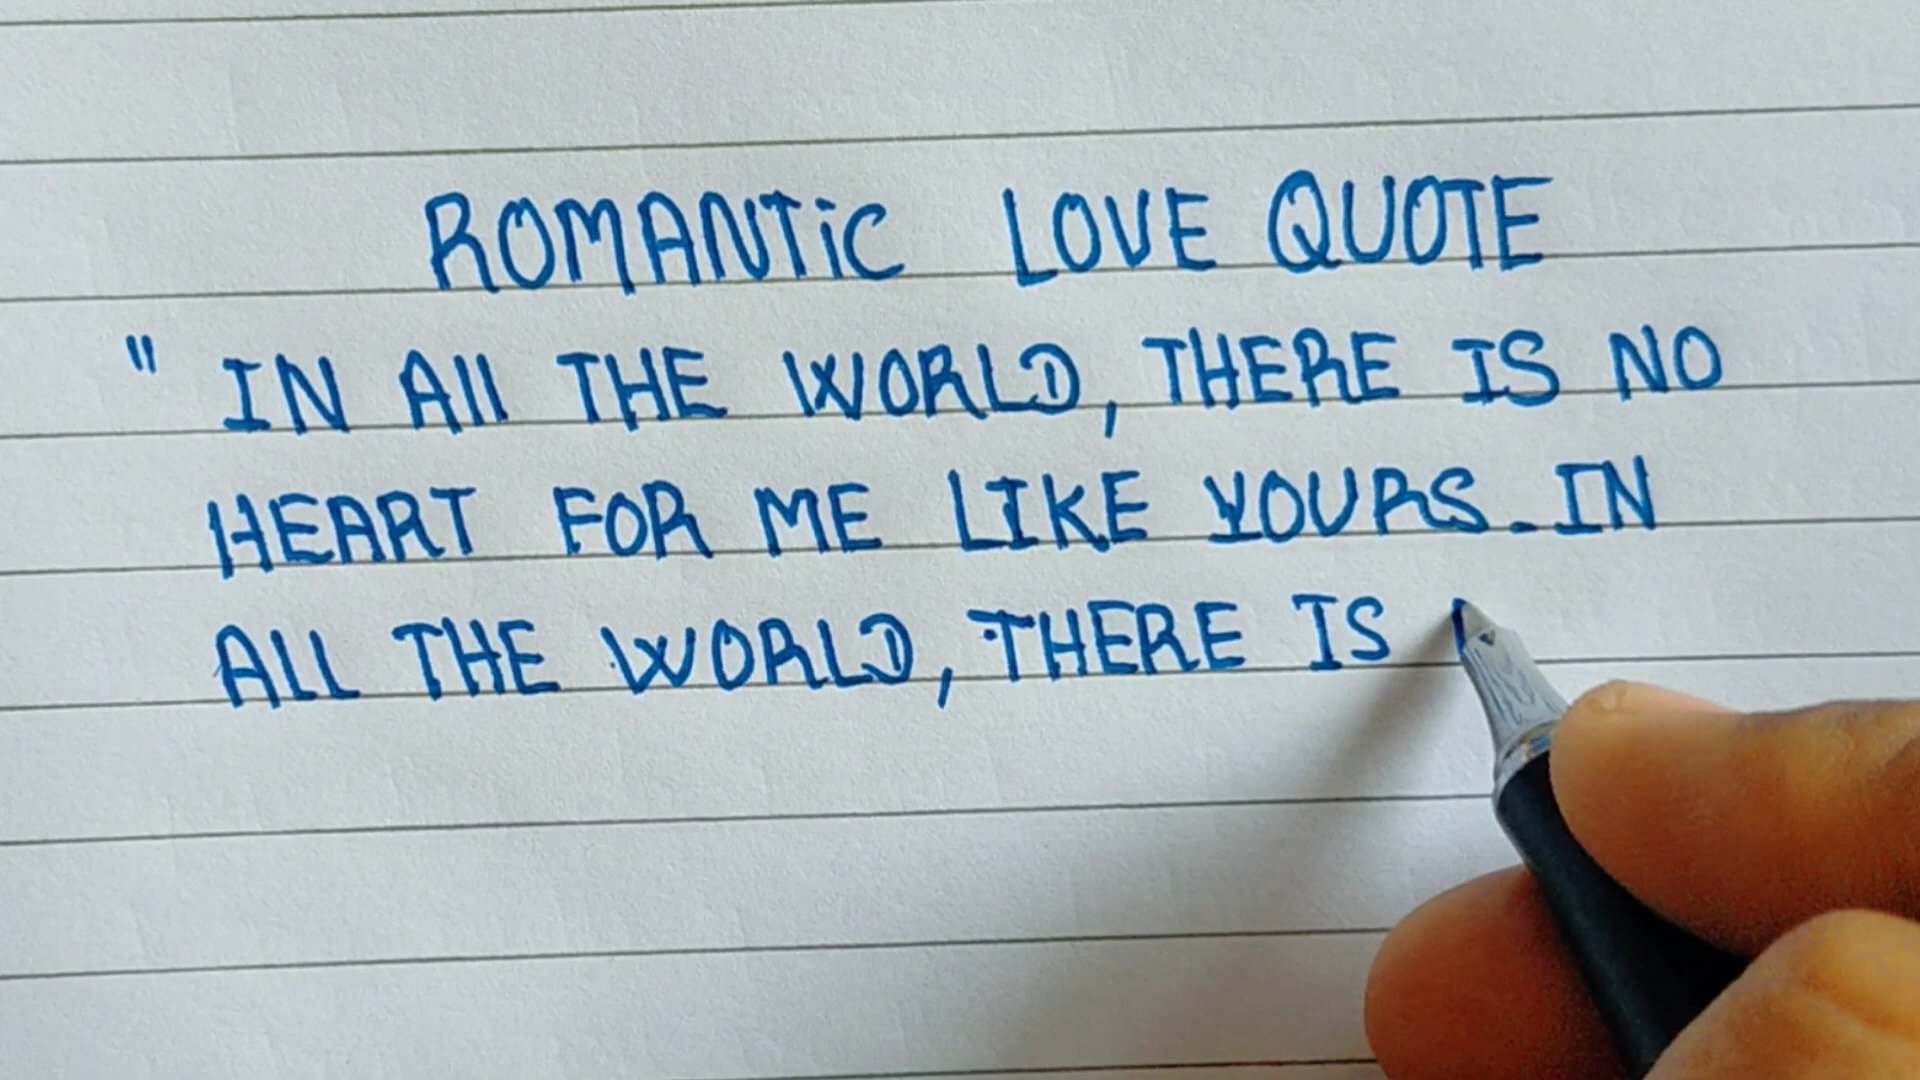 ROMANTiC LOVE QUOTE
" IN All THE WORLD, THERE IS NO
HEART FOR ME LIKE YOURS. IN
ALL THE WORLD, THERE IS